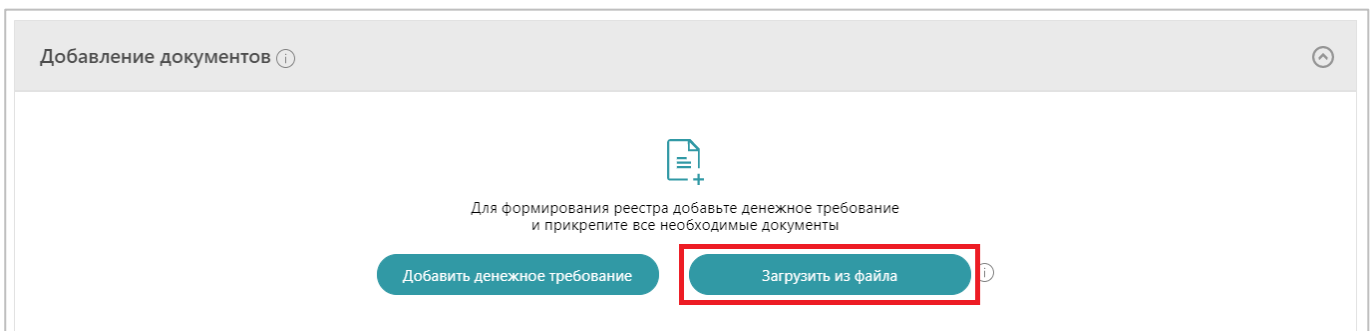 Добавление документов
Для формирования реестра добавьте денежное требование
и прикрепите все необходимые документы
Добавить денежное требование
Загрузить из файла